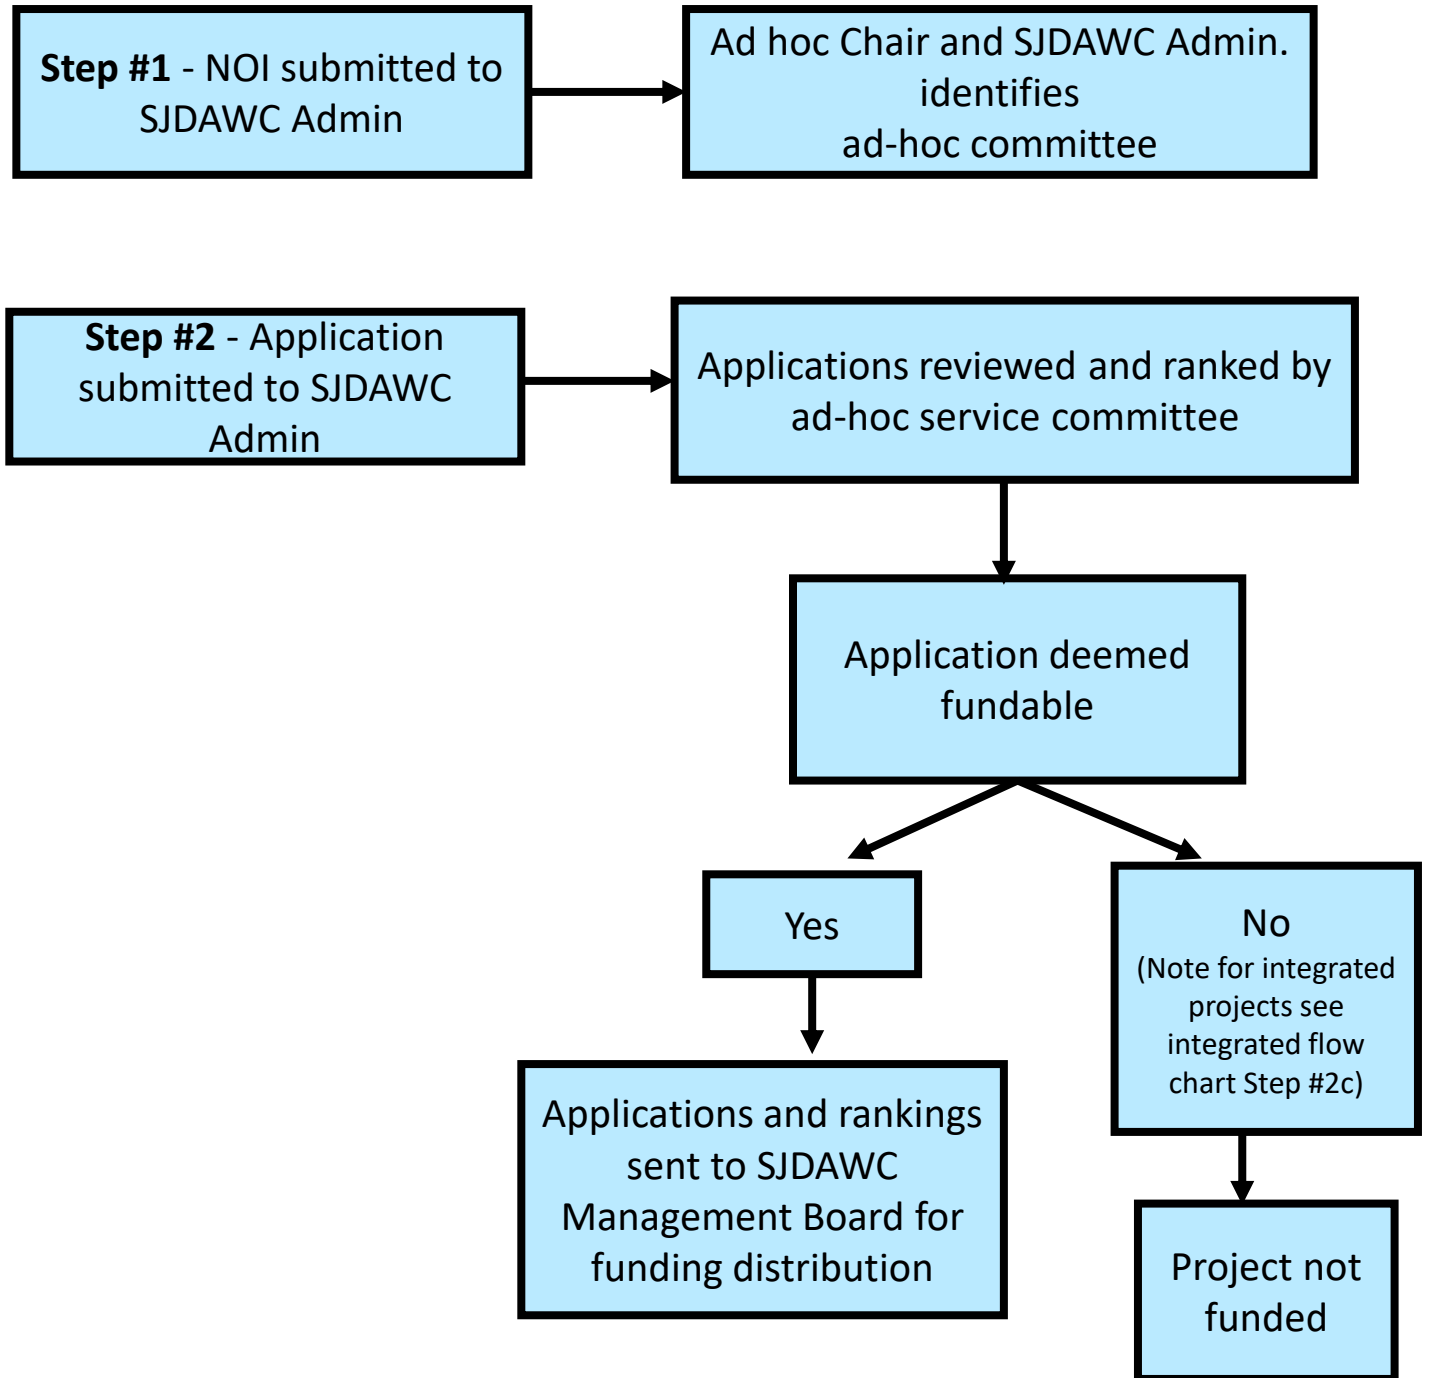 Step #1 - NOI submitted to
SJDAWC Admin
Ad hoc Chair and SJDAWC Admin.
identifies
ad-hoc committee
Step #2 - Application
submitted to SJDAWC
Admin
Applications reviewed and ranked by
ad-hoc service committee
Application deemed
fundable
Yes
No
(Note for integrated
projects see
integrated flow
chart Step #2c)
Applications and rankings
sent to SJDAWC
Management Board for
funding distribution
Project not
funded